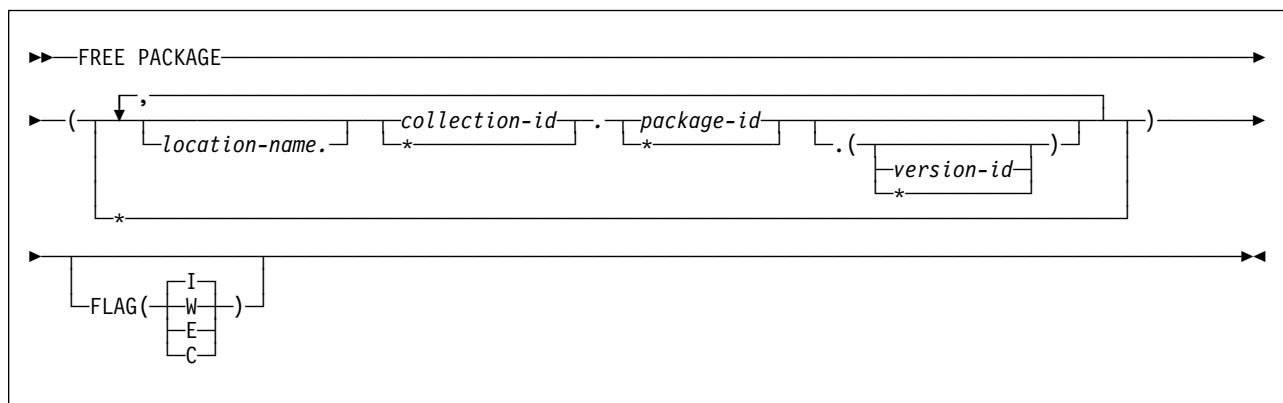 FREE PACKAGE
,
( collection-id . package-id )
location-name. * * .( )
version-id
*
*
I
FLAG( W )
E
C